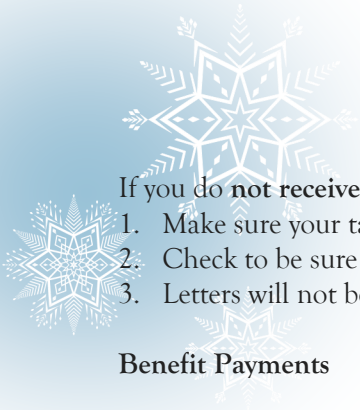 If you do not receive
1. Make sure your ta
2. Check to be sure
3. Letters will not b
Benefit Payments